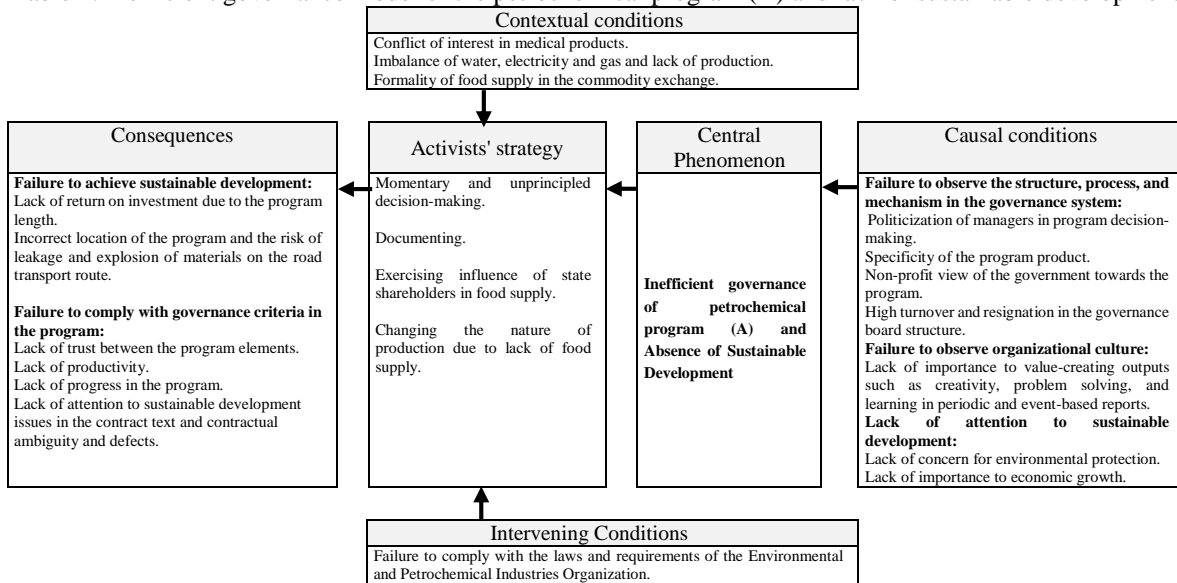 governance model of the petrochemical program (A) and sustainable development
Contextual conditions
Conflict of interest in medical products.
Imbalance of water, electricity and gas and lack of production.
Formality of food supply in the commodity exchange.
Consequences
Failure to achieve sustainable development:
Lack of return on investment due to the program
length.
Incorrect location of the program and the risk of
leakage and explosion of materials on the road
transport route.
Failure to comply with governance criteria in
the program:
Lack of trust between the program elements.
Lack of productivity.
Lack of progress in the program.
Lack of attention to sustainable development
issues in the contract text and contractual
ambiguity and defects.
Activists' strategy
Momentary and unprincipled
decision-making.
Documenting.
Exercising influence of state
shareholders in food supply.
Changing the nature of
production due to lack of food
supply.
Central
Phenomenon
Inefficient governance
of petrochemical
program (A) and
Absence of Sustainable
Development
Causal conditions
Failure to observe the structure, process, and
mechanism in the governance system:
Politicization of managers in program decision-
making.
Specificity of the program product.
Non-profit view of the government towards the
program.
High turnover and resignation in the governance
board structure.
Failure to observe organizational culture:
Lack of importance to value-creating outputs
such as creativity, problem solving, and
learning in periodic and event-based reports.
Lack of attention to sustainable
development:
Lack of concern for environmental protection.
Lack of importance to economic growth.
Intervening Conditions
Failure to comply with the laws and requirements of the Environmental
and Petrochemical Industries Organization.